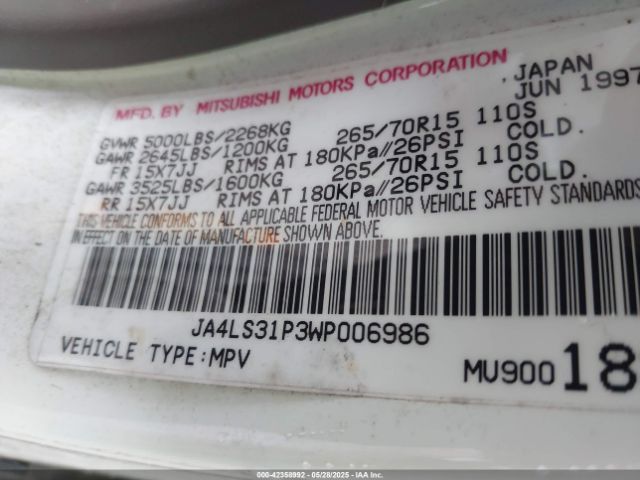 MFD. BY MITSUBISHI MOTORS CORPORATION
JAPAN
JUN 1997
GVWR 5000LBS/2268KG
GAWR 2645LBS/1200KG 265/70R15 110S
FR 15X7JJ RIMS AT 180KPa//26PSI COLD.
GAWR 3525LBS/1600KG 265/70R15 110S
RR 15X7JJ RIMS AT 180KPa//26PSI COLD.
THIS VEHICLE CONFORMS TO ALL APPLICABLE FEDERAL MOTOR VEHICLE SAFETY STANDARDS
IN EFFECT ON THE DATE OF MANUFACTURE SHOWN ABOVE.
JA4LS31P3WP006986
VEHICLE TYPE:MPV
MU900 18
000-42358992 - 05/28/2025 - IAAI.COM